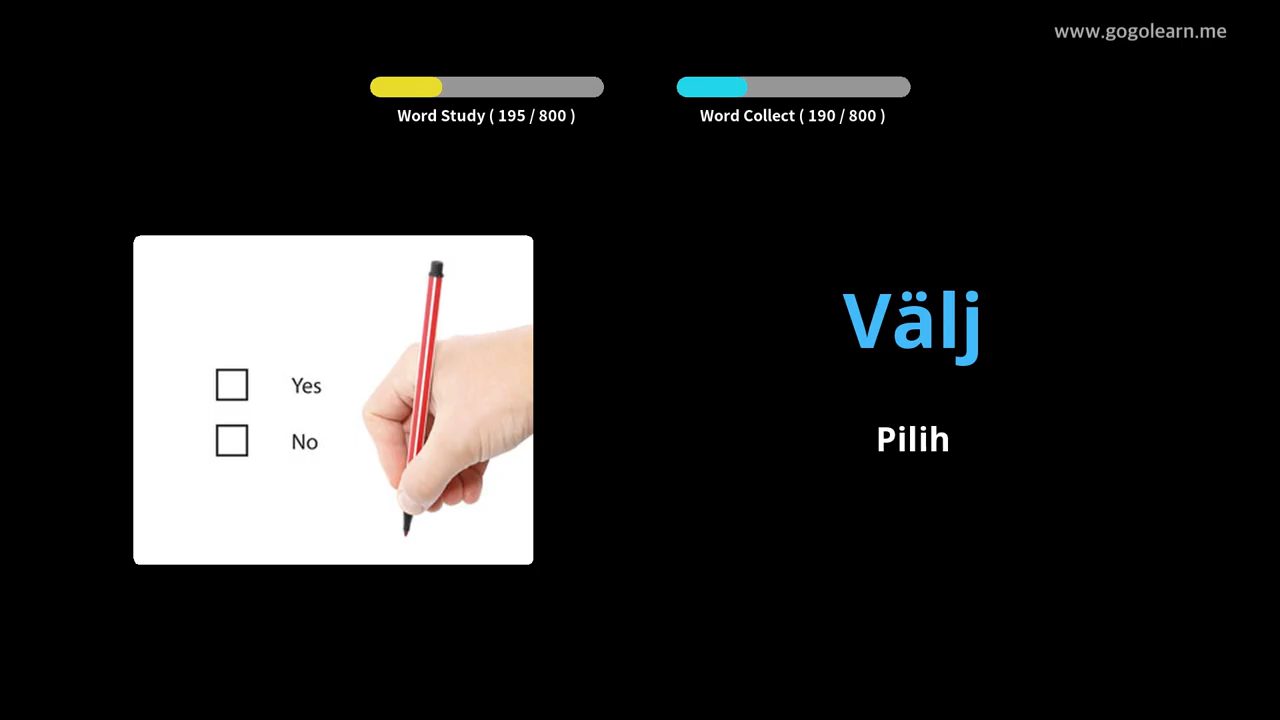 www.gogolearn.me
Word Study ( 195 / 800 )
Word Collect ( 190 / 800 )
Yes
No
Välj
Pilih